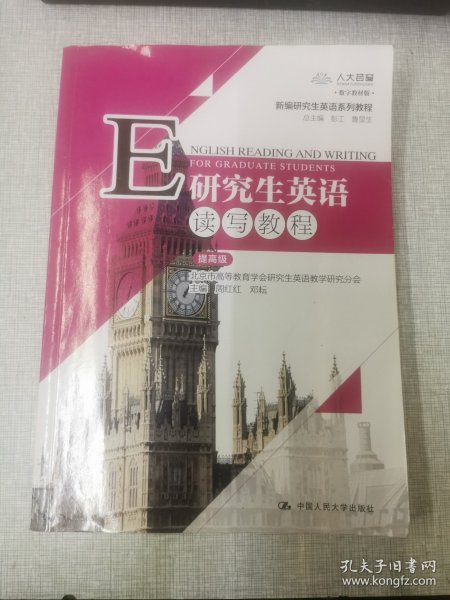 人大芸窗
·数字教材版·
新编研究生英语系列教程
总主编 彭工 鲁显生
ENGLISH READING AND WRITING
FOR GRADUATE STUDENTS
研究生英语
读写教程
提高级
北京市高等教育学会研究生英语教学研究分会
主编 周红红 邓耘
中国人民大学出版社
孔夫子旧书网
www.kongfz.com